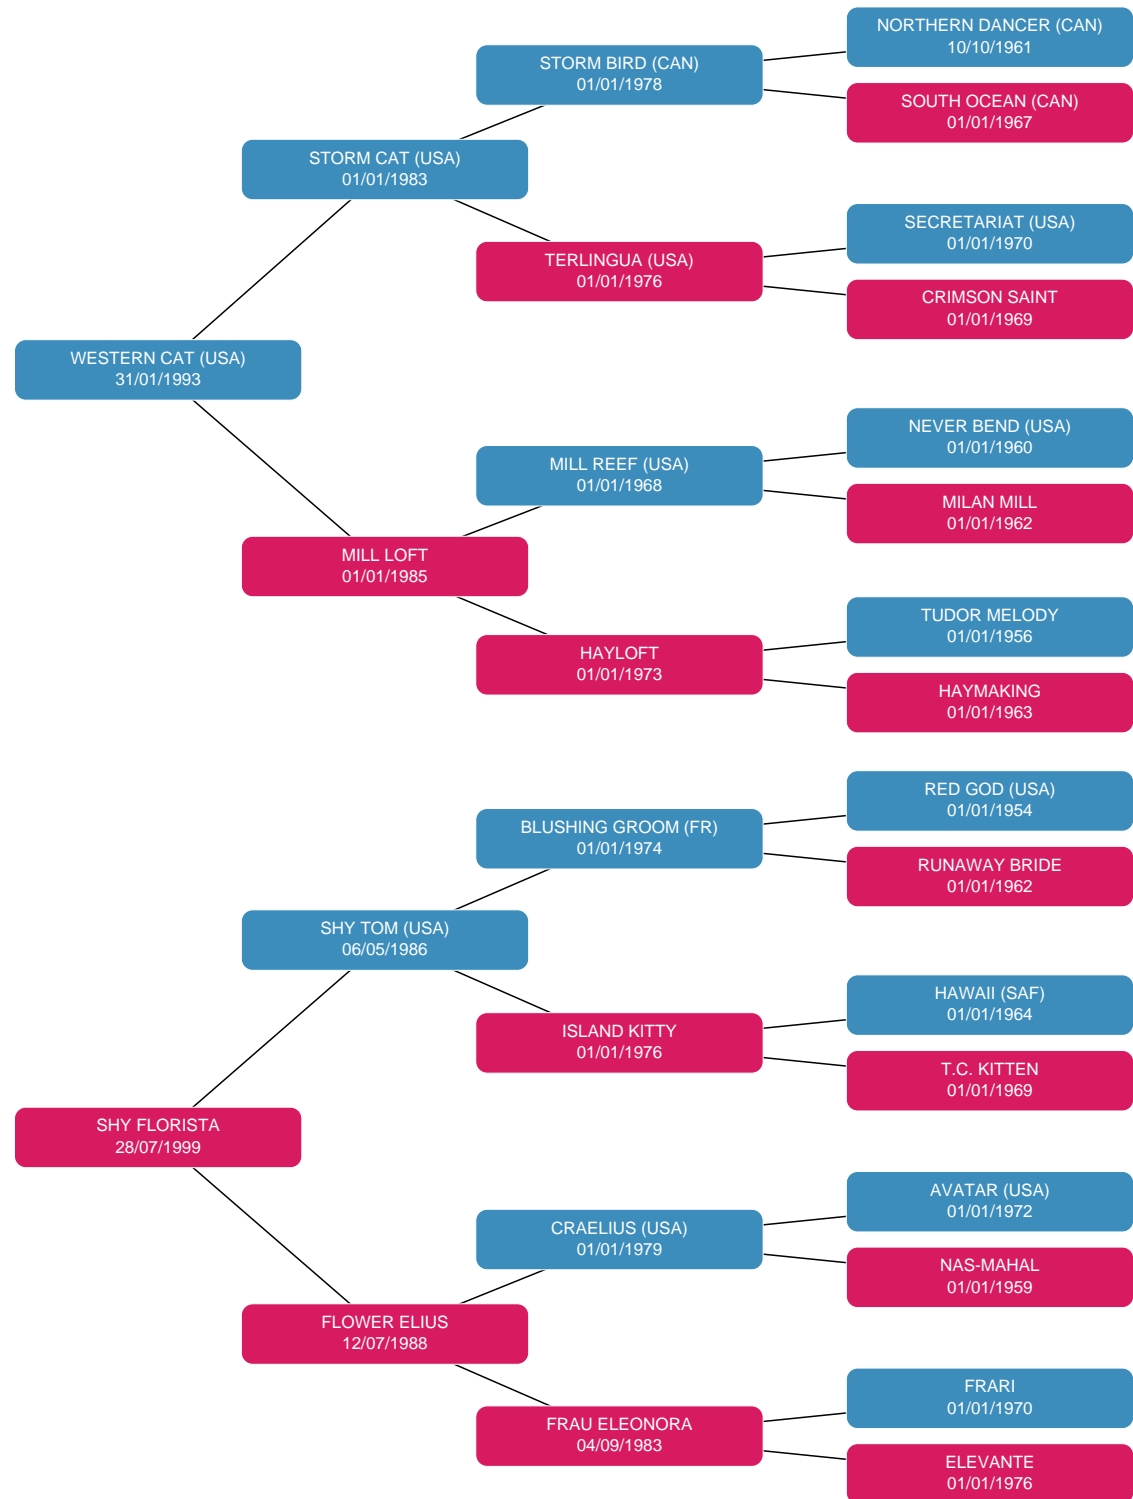 NORTHERN DANCER (CAN)
10/10/1961
STORM BIRD (CAN)
01/01/1978
SOUTH OCEAN (CAN)
01/01/1967
STORM CAT (USA)
01/01/1983
SECRETARIAT (USA)
01/01/1970
TERLINGUA (USA)
01/01/1976
CRIMSON SAINT
01/01/1969
WESTERN CAT (USA)
31/01/1993
NEVER BEND (USA)
01/01/1960
MILL REEF (USA)
01/01/1968
MILAN MILL
01/01/1962
MILL LOFT
01/01/1985
TUDOR MELODY
01/01/1956
HAYLOFT
01/01/1973
HAYMAKING
01/01/1963
RED GOD (USA)
01/01/1954
BLUSHING GROOM (FR)
01/01/1974
RUNAWAY BRIDE
01/01/1962
SHY TOM (USA)
06/05/1986
HAWAII (SAF)
01/01/1964
ISLAND KITTY
01/01/1976
T.C. KITTEN
01/01/1969
SHY FLORISTA
28/07/1999
AVATAR (USA)
01/01/1972
CRAELIUS (USA)
01/01/1979
NAS-MAHAL
01/01/1959
FLOWER ELIUS
12/07/1988
FRARI
01/01/1970
FRAU ELEONORA
04/09/1983
ELEVANTE
01/01/1976